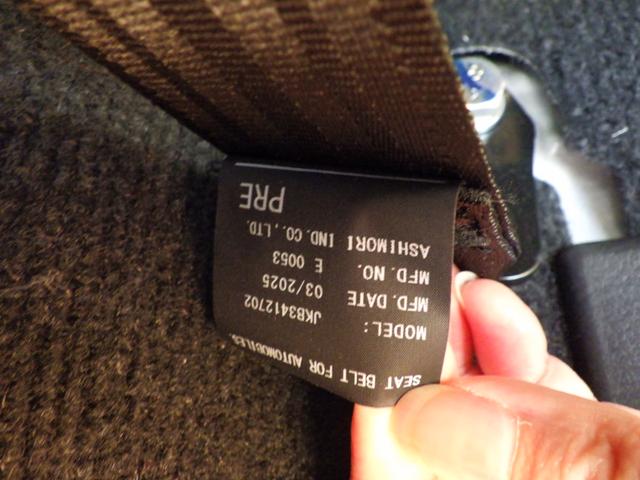 SEAT BELT FOR AUTOMOBILES.
MODEL: JKB3412702
MFD. DATE 03/2025
MFD. NO. E 0053
ASHIMORI IND. CO., LTD.
PRE